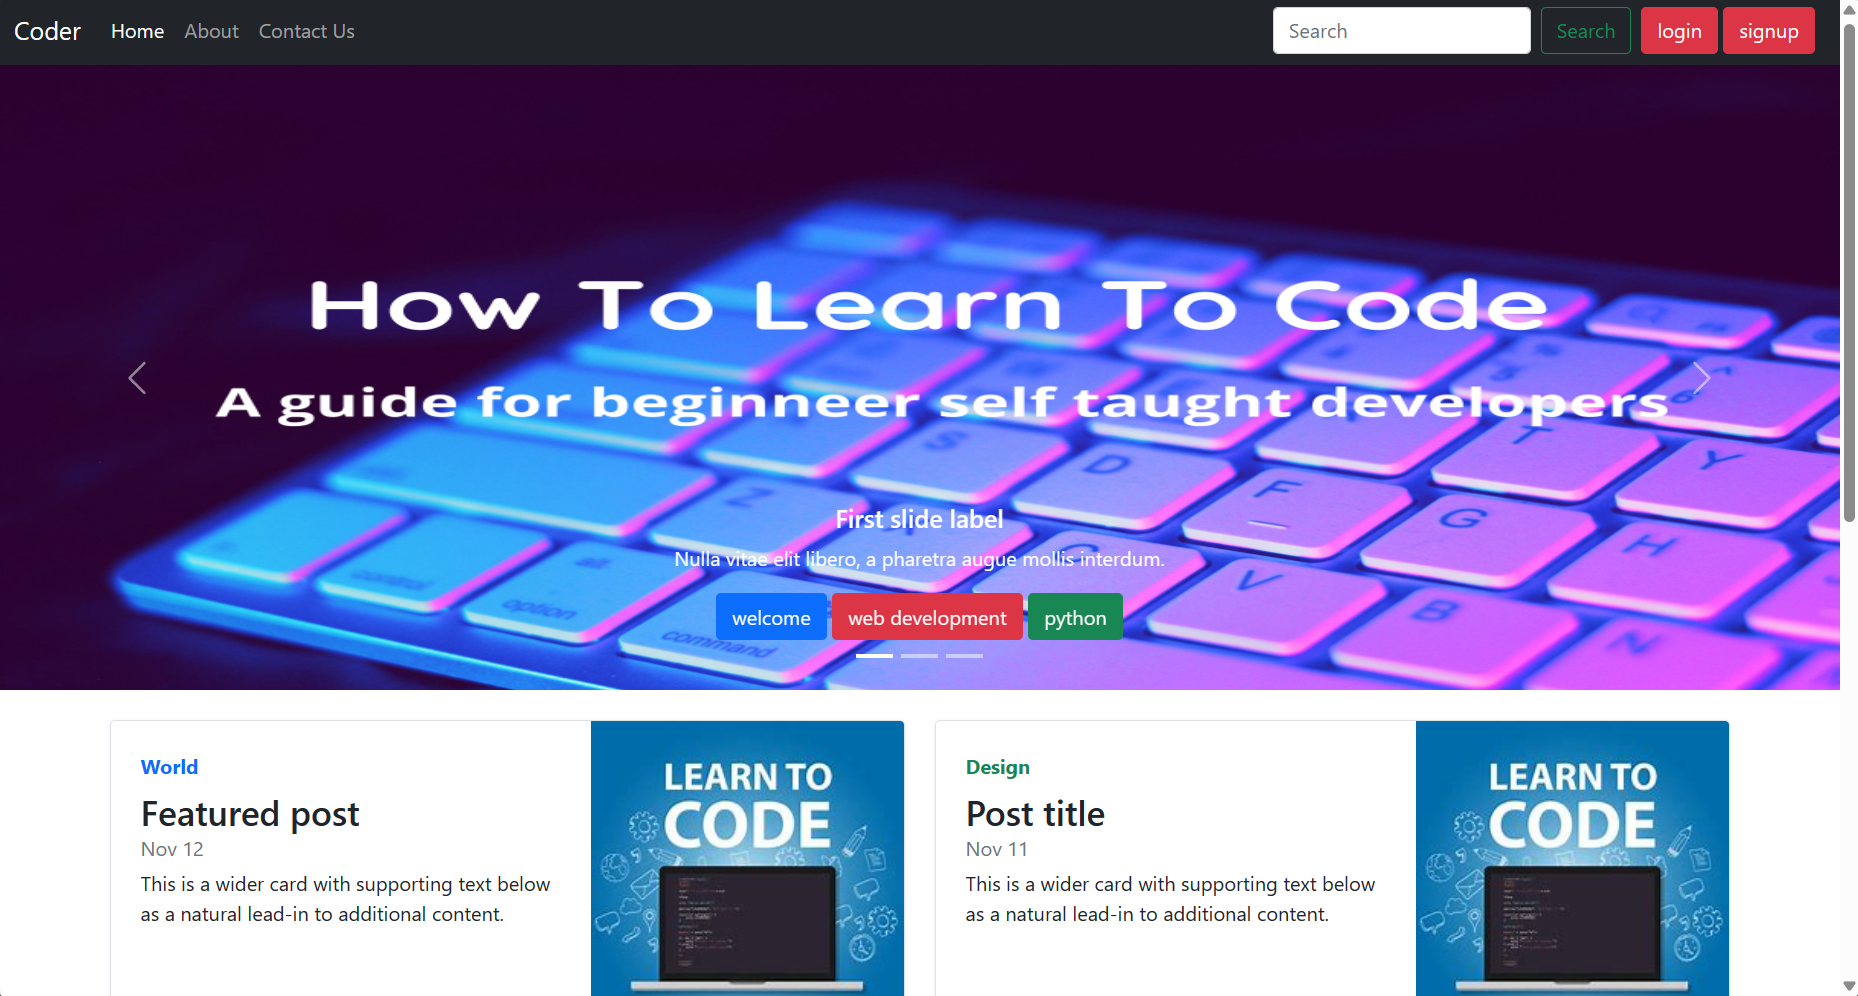 Coder Home About Contact Us Search Search login signup
How To Learn To Code
A guide for beginneer self taught developers
First slide label
Nulla vitae elit libero, a pharetra augue mollis interdum.
welcome web development python
World
Featured post
Nov 12
This is a wider card with supporting text below
as a natural lead-in to additional content.
LEARN TO
CODE
Design
Post title
Nov 11
This is a wider card with supporting text below
as a natural lead-in to additional content.
LEARN TO
CODE
S
D
F
G
H
T
Y
Z
V
B
N
control
option
alt
command